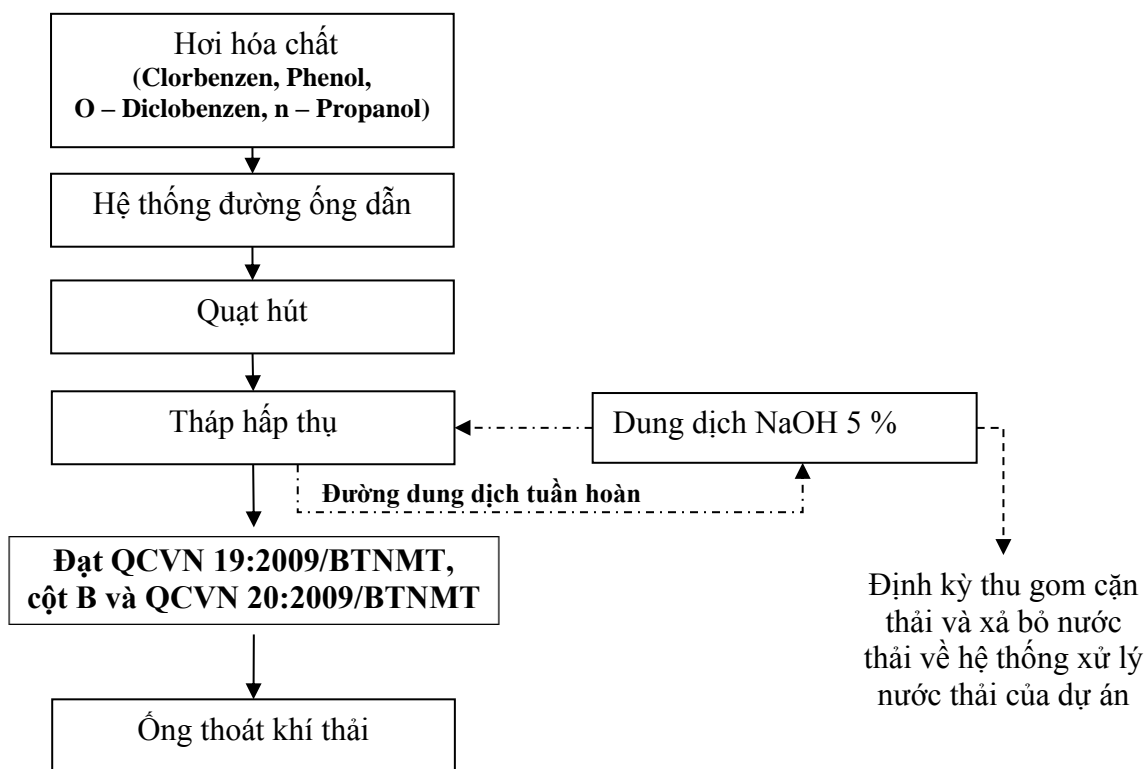 Hơi hóa chất
(Clorbenzen, Phenol,
O – Diclobenzen, n – Propanol)
Hệ thống đường ống dẫn
Quạt hút
Tháp hấp thụ
Dung dịch NaOH 5 %
Đường dung dịch tuần hoàn
Đạt QCVN 19:2009/BTNMT,
cột B và QCVN 20:2009/BTNMT
Định kỳ thu gom cặn
thải và xả bỏ nước
thải về hệ thống xử lý
nước thải của dự án
Ống thoát khí thải